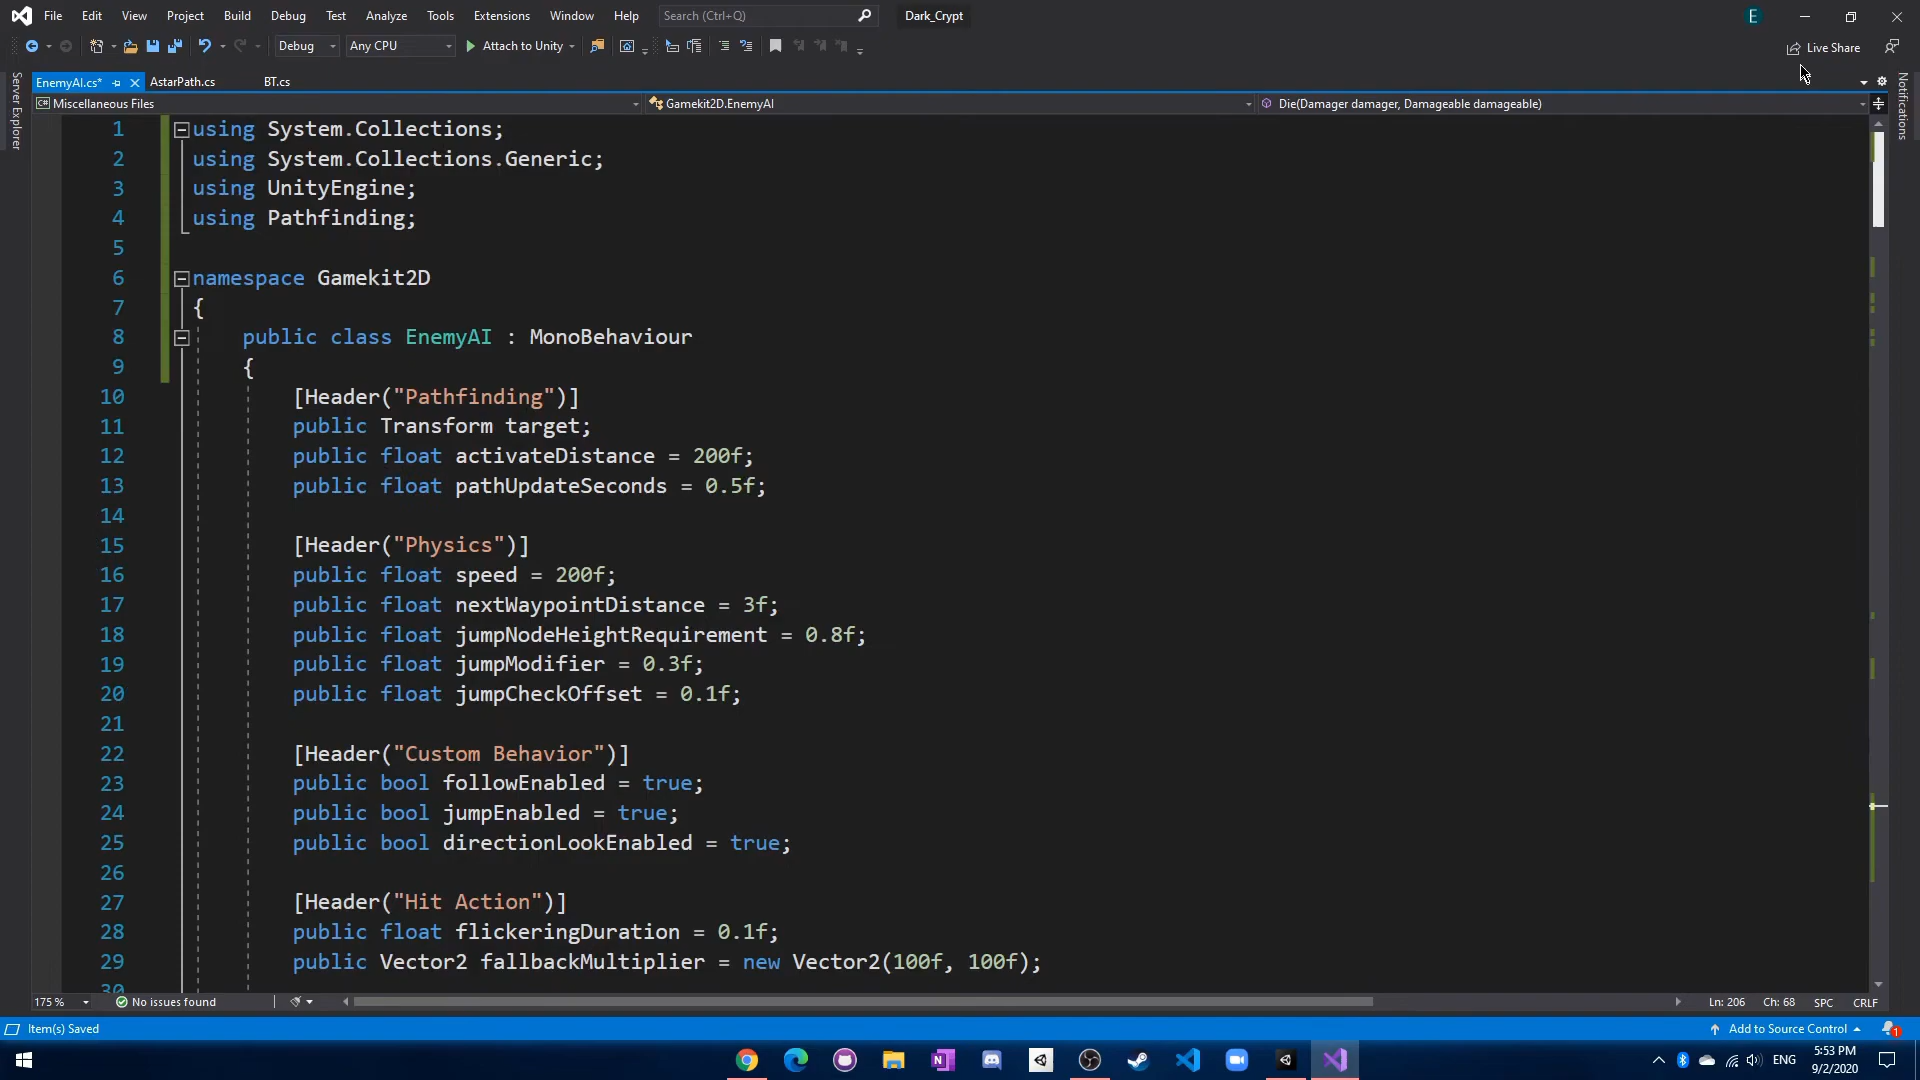 File Edit View Project Build Debug Test Analyze Tools Extensions Window Help Search (Ctrl+Q) Dark_Crypt E
Debug Any CPU Attach to Unity Live Share
EnemyAI.cs* AstarPath.cs BT.cs
Miscellaneous Files Gamekit2D.EnemyAI Die(Damager damager, Damageable damageable)
Server Explorer
Notifications
1 using System.Collections;
2 using System.Collections.Generic;
3 using UnityEngine;
4 using Pathfinding;
5
6 namespace Gamekit2D
7 {
8 public class EnemyAI : MonoBehaviour
9 {
10 [Header("Pathfinding")]
11 public Transform target;
12 public float activateDistance = 200f;
13 public float pathUpdateSeconds = 0.5f;
14
15 [Header("Physics")]
16 public float speed = 200f;
17 public float nextWaypointDistance = 3f;
18 public float jumpNodeHeightRequirement = 0.8f;
19 public float jumpModifier = 0.3f;
20 public float jumpCheckOffset = 0.1f;
21
22 [Header("Custom Behavior")]
23 public bool followEnabled = true;
24 public bool jumpEnabled = true;
25 public bool directionLookEnabled = true;
26
27 [Header("Hit Action")]
28 public float flickeringDuration = 0.1f;
29 public Vector2 fallbackMultiplier = new Vector2(100f, 100f);
30
175 % No issues found Ln: 206 Ch: 68 SPC CRLF
Item(s) Saved Add to Source Control 1
ENG 5:53 PM
9/2/2020